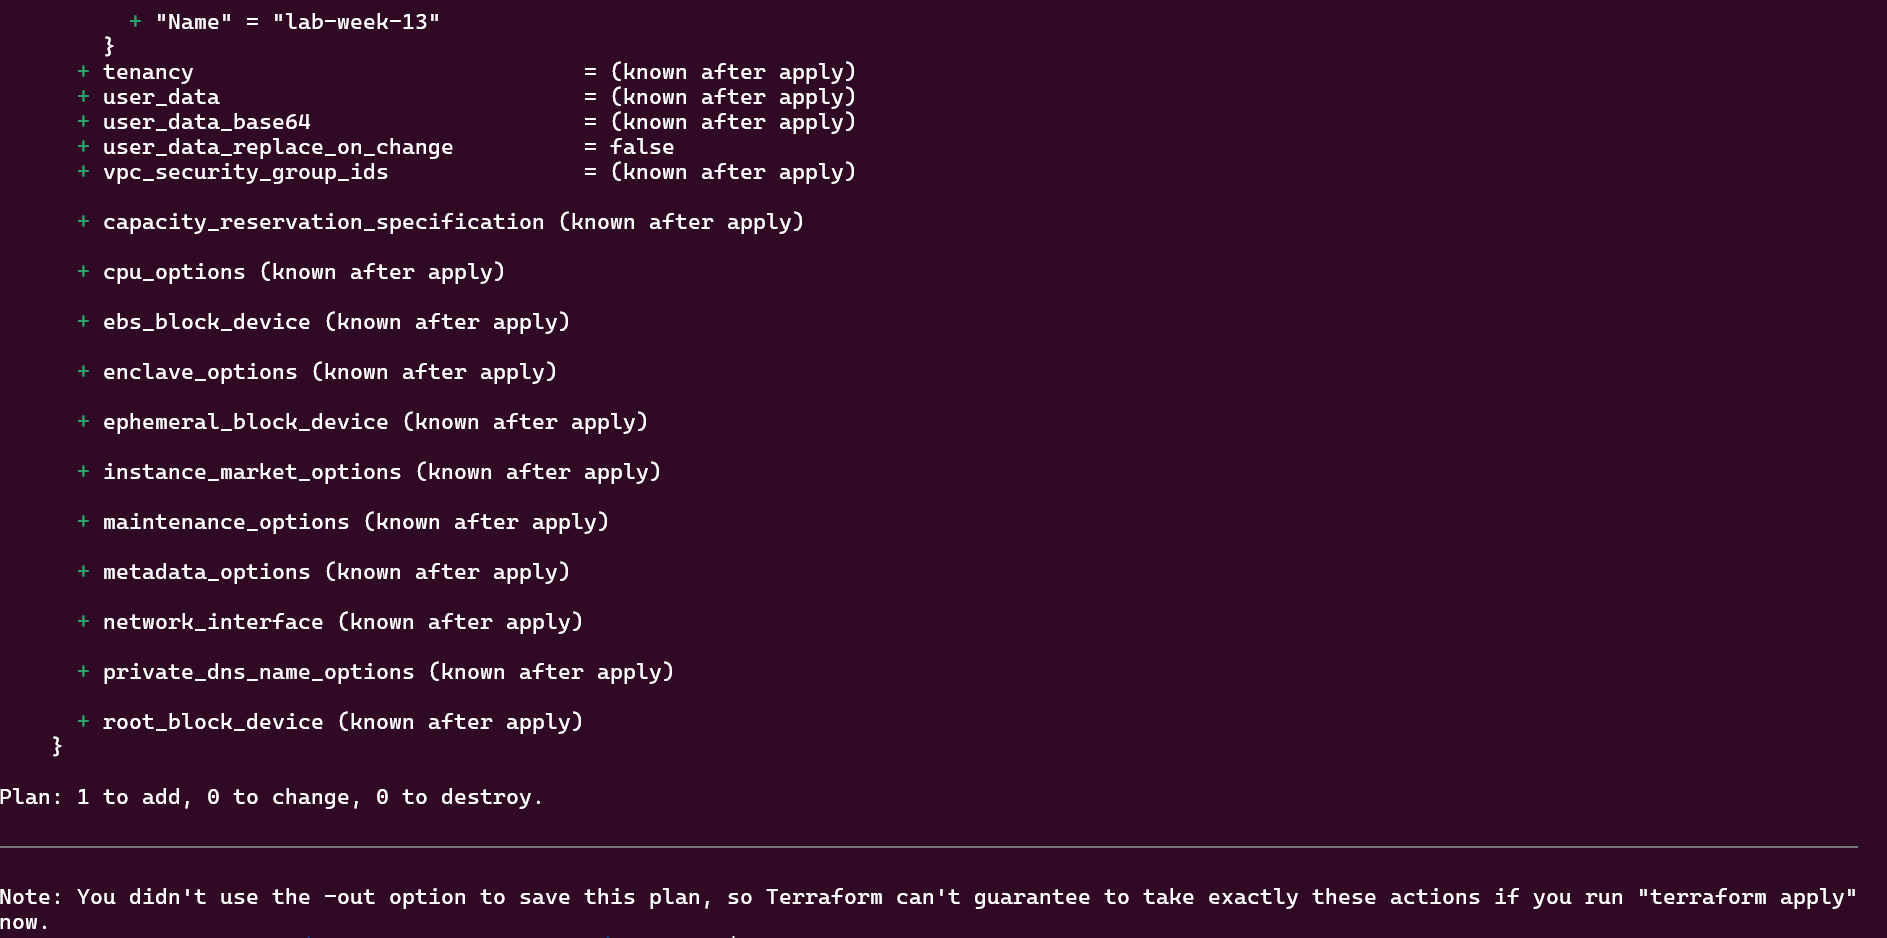 + "Name" = "lab-week-13"
}
+ tenancy = (known after apply)
+ user_data = (known after apply)
+ user_data_base64 = (known after apply)
+ user_data_replace_on_change = false
+ vpc_security_group_ids = (known after apply)
+ capacity_reservation_specification (known after apply)
+ cpu_options (known after apply)
+ ebs_block_device (known after apply)
+ enclave_options (known after apply)
+ ephemeral_block_device (known after apply)
+ instance_market_options (known after apply)
+ maintenance_options (known after apply)
+ metadata_options (known after apply)
+ network_interface (known after apply)
+ private_dns_name_options (known after apply)
+ root_block_device (known after apply)
}
Plan: 1 to add, 0 to change, 0 to destroy.
Note: You didn't use the -out option to save this plan, so Terraform can't guarantee to take exactly these actions if you run "terraform apply"
now.